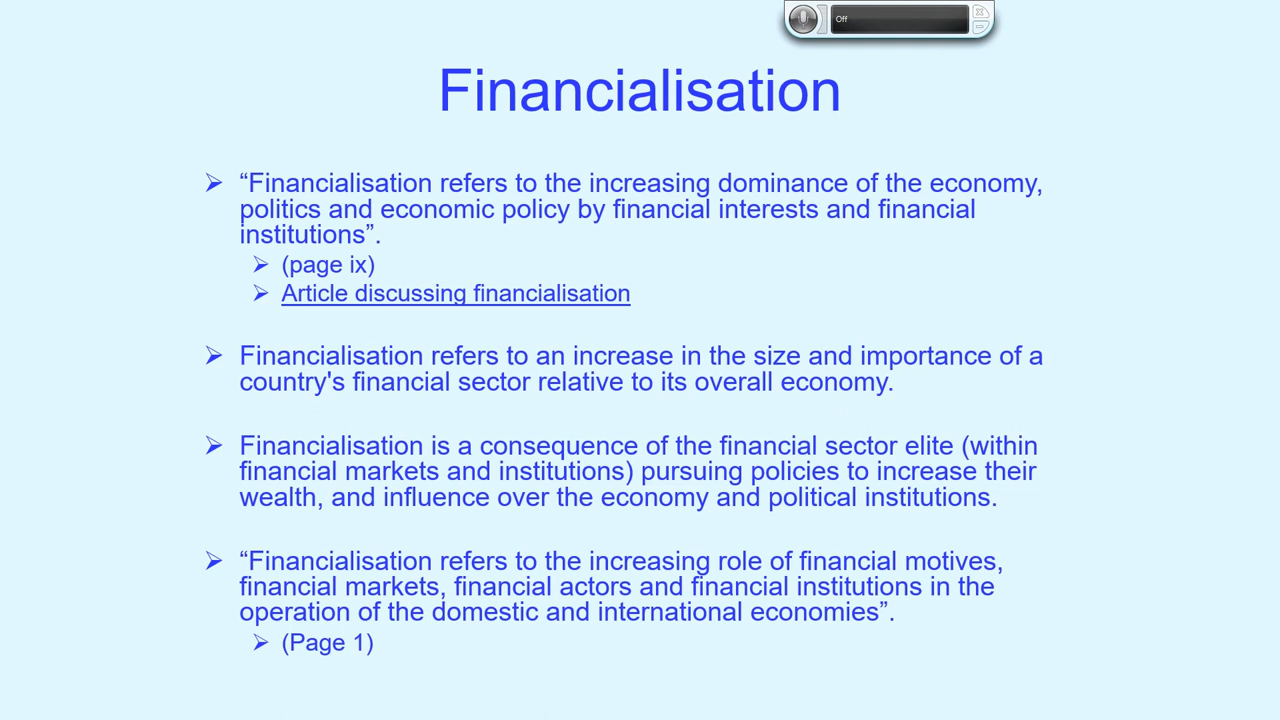 Off
Financialisation
“Financialisation refers to the increasing dominance of the economy,
politics and economic policy by financial interests and financial
institutions”.
(page ix)
Article discussing financialisation
Financialisation refers to an increase in the size and importance of a
country's financial sector relative to its overall economy.
Financialisation is a consequence of the financial sector elite (within
financial markets and institutions) pursuing policies to increase their
wealth, and influence over the economy and political institutions.
“Financialisation refers to the increasing role of financial motives,
financial markets, financial actors and financial institutions in the
operation of the domestic and international economies”.
(Page 1)